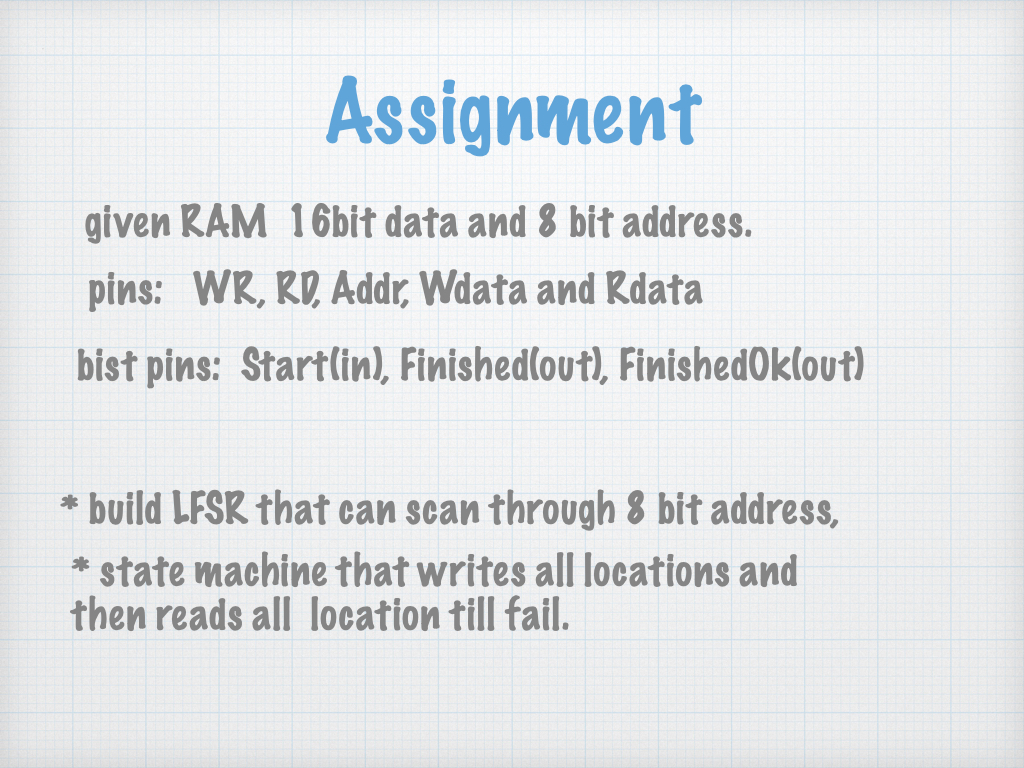 Assignment
given RAM 16bit data and 8 bit address.
pins: WR, RD, Addr, Wdata and Rdata
bist pins: Start(in), Finished(out), FinishedOk(out)
* build LFSR that can scan through 8 bit address,
* state machine that writes all locations and
then reads all location till fail.